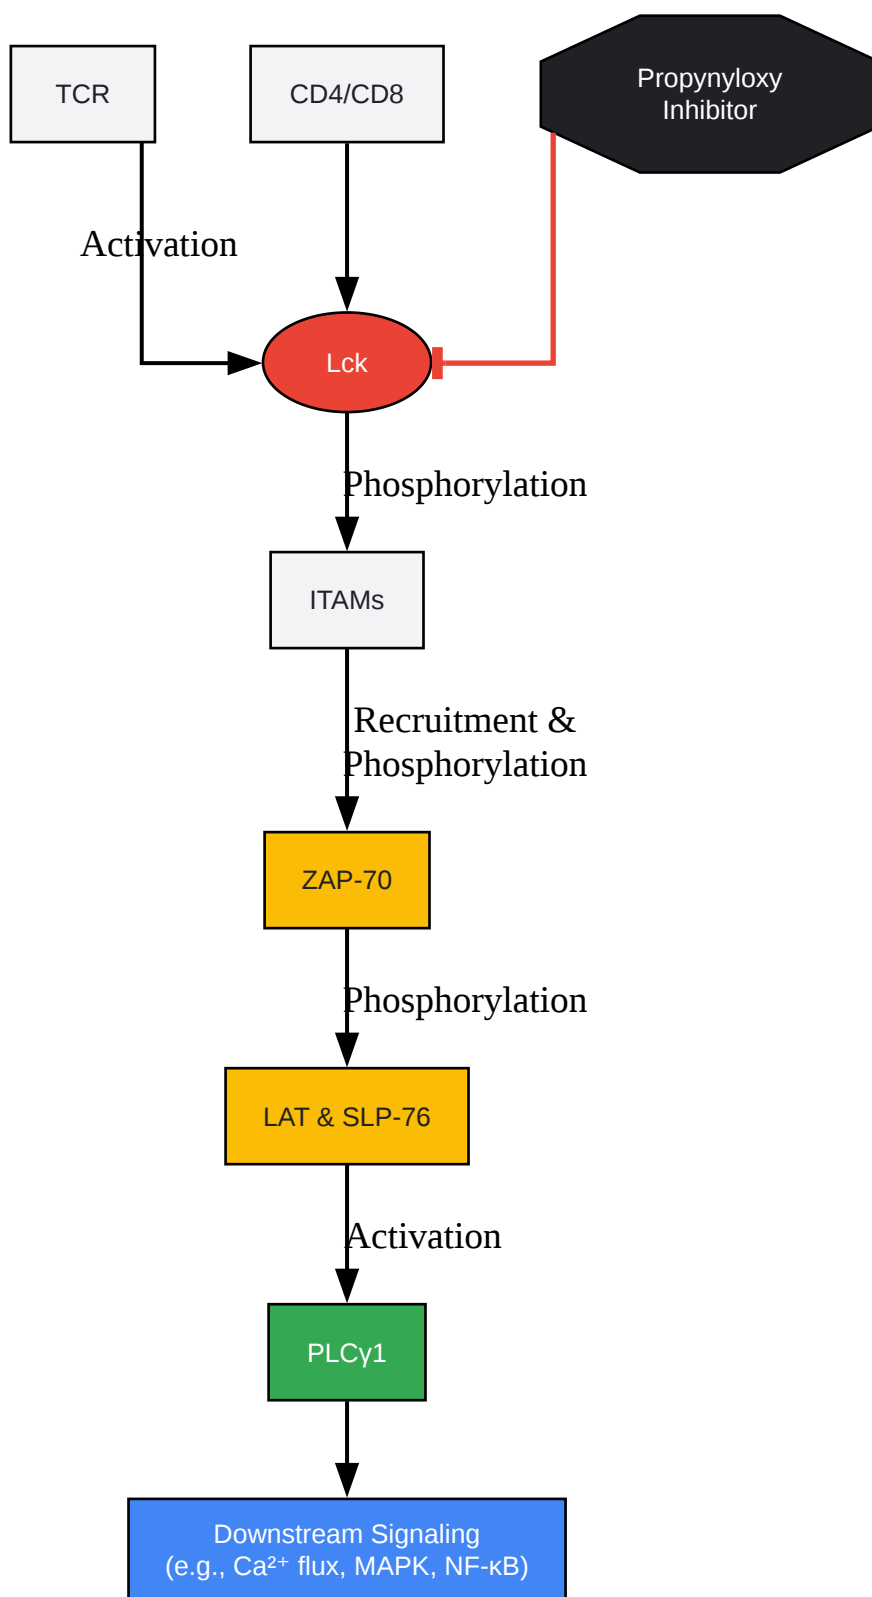 TCR
CD4/CD8
Propynyloxy
Inhibitor
Activation
Lck
Phosphorylation
ITAMs
Recruitment &
Phosphorylation
ZAP-70
Phosphorylation
LAT & SLP-76
Activation
PLCγ1
Downstream Signaling
(e.g., Ca²⁺ flux, MAPK, NF-κB)